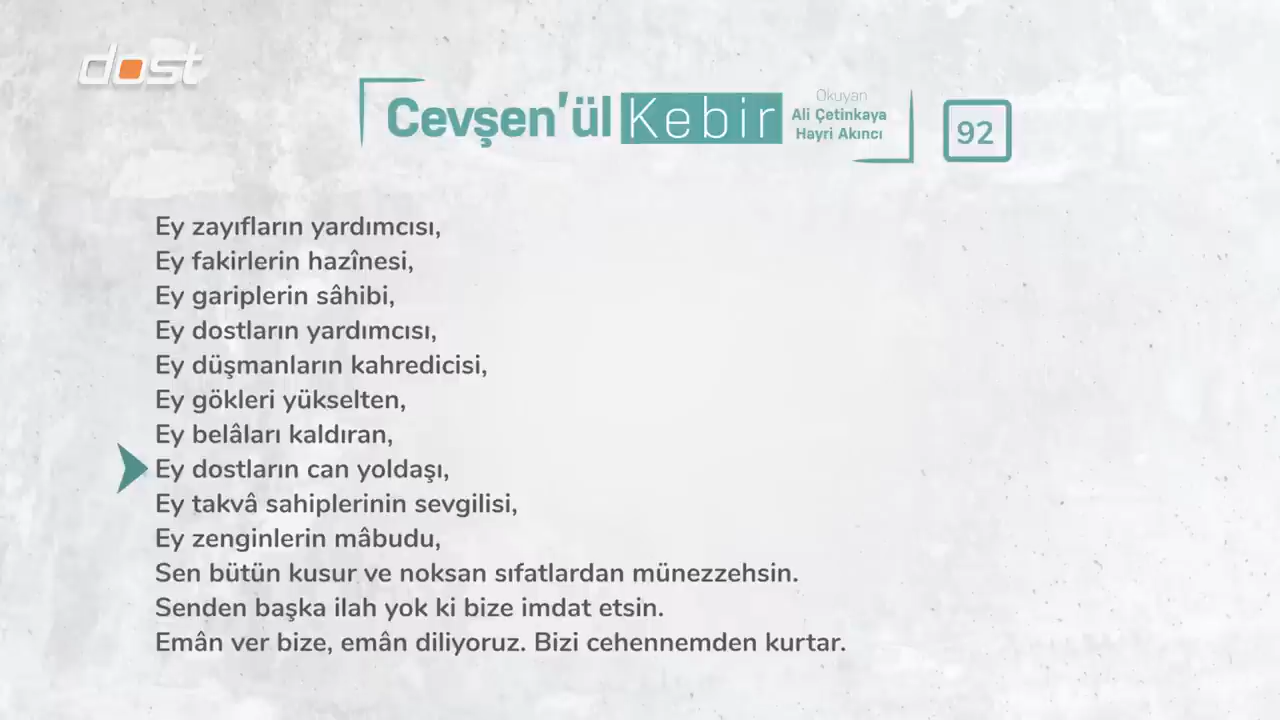 dost
Cevşen'ül Kebir
Okuyan
Ali Çetinkaya
Hayri Akıncı
92
Ey zayıfların yardımcısı,
Ey fakirlerin hazînesi,
Ey gariplerin sâhibi,
Ey dostların yardımcısı,
Ey düşmanların kahredicisi,
Ey gökleri yükselten,
Ey belâları kaldıran,
Ey dostların can yoldaşı,
Ey takvâ sahiplerinin sevgilisi,
Ey zenginlerin mâbudu,
Sen bütün kusur ve noksan sıfatlardan münezzehsin.
Senden başka ilah yok ki bize imdat etsin.
Emân ver bize, emân diliyoruz. Bizi cehennemden kurtar.